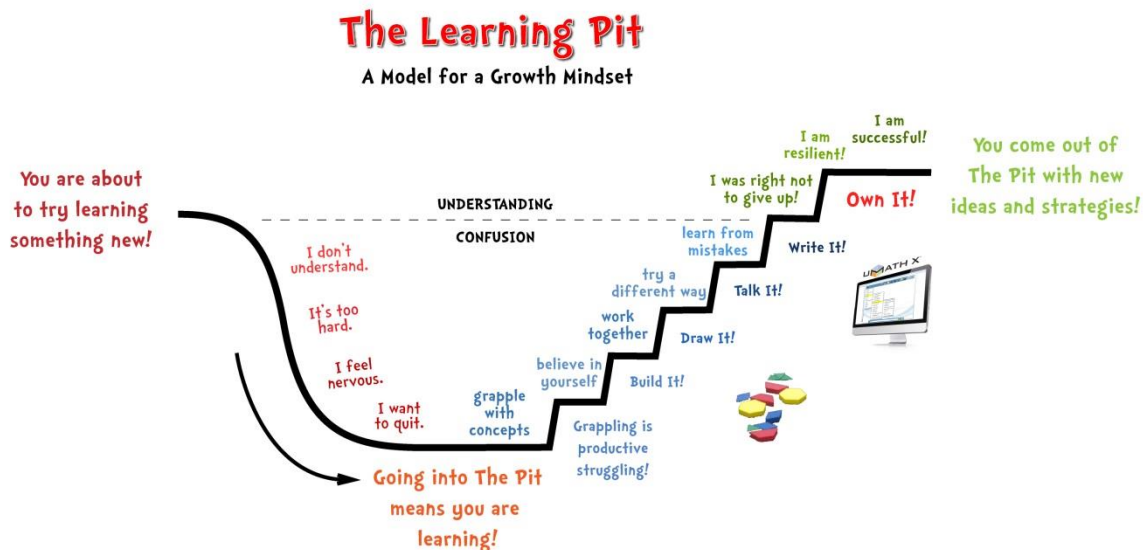 The Learning Pit
A Model for a Growth Mindset
You are about
to try learning
something new!
UNDERSTANDING
CONFUSION
I don't
understand.
It's too
hard.
I feel
nervous.
I want
to quit.
Going into The Pit
means you are
learning!
grapple
with
concepts
Grappling is
productive
struggling!
believe in
yourself
Build It!
work
together
Draw It!
try a
different way
Talk It!
learn from
mistakes
Write It!
I was right not
to give up!
Own It!
I am
resilient!
I am
successful!
You come out of
The Pit with new
ideas and strategies!
uMATH X